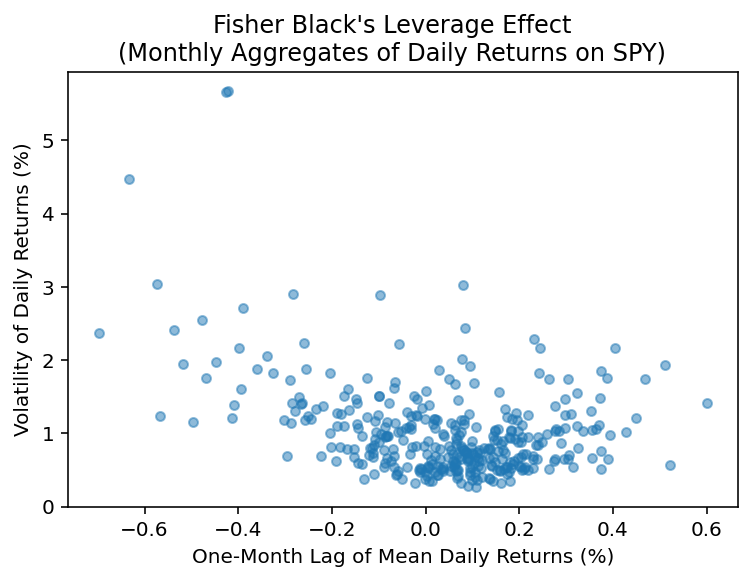 Fisher Black's Leverage Effect
(Monthly Aggregates of Daily Returns on SPY)
Volatility of Daily Returns (%)
5
4
3
2
1
0
−0.6 −0.4 −0.2 0.0 0.2 0.4 0.6
One-Month Lag of Mean Daily Returns (%)